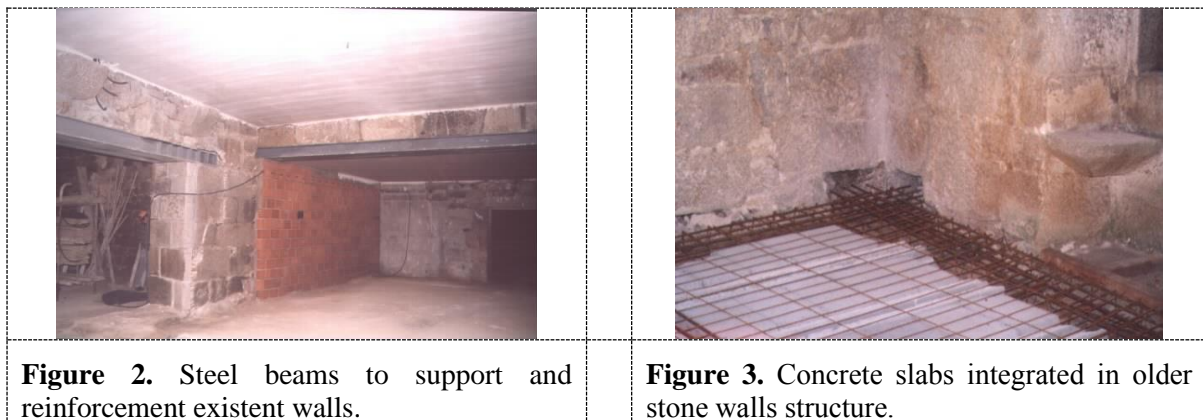 Figure 2. Steel beams to support and
reinforcement existent walls.
Figure 3. Concrete slabs integrated in older
stone walls structure.